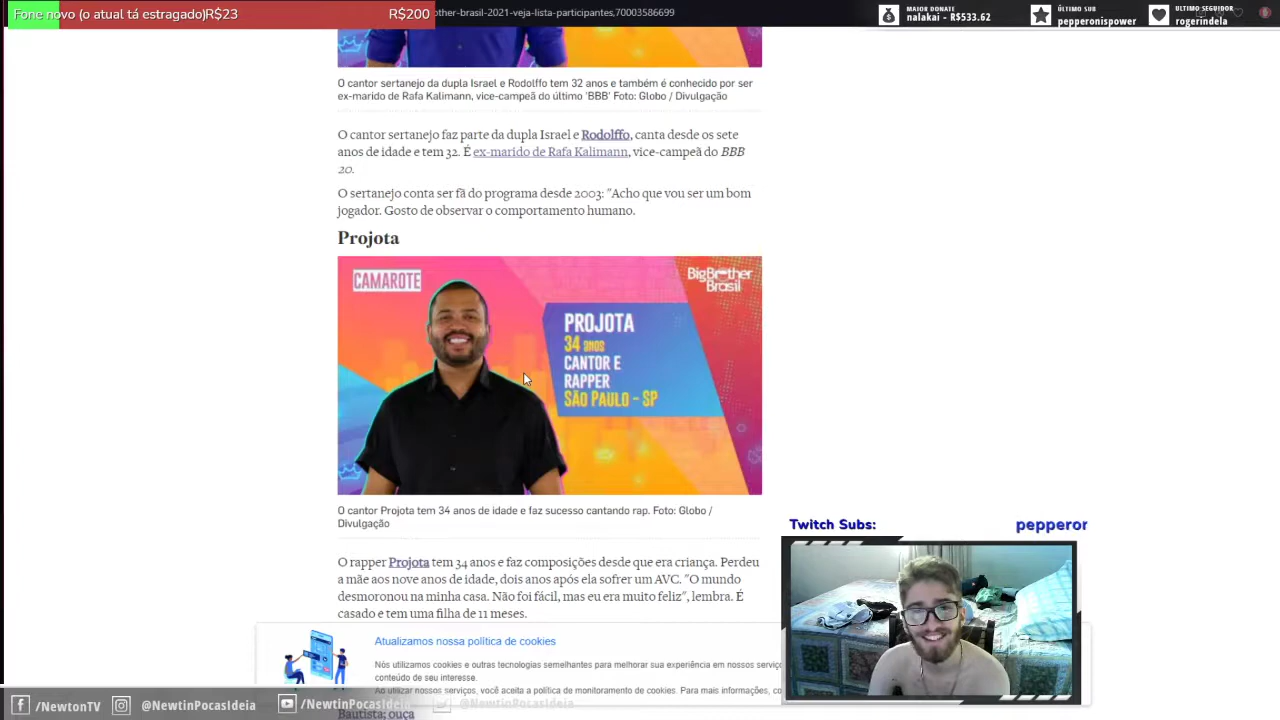 Fone novo (o atual tá estragado)R$23
R$200
other-brasil-2021-veja-lista-participantes,70003586699
MAIOR DONATE
nalakai - R$533.62
ÚLTIMO SUB
pepperonispower
ÚLTIMO SEGUIDOR
rogerindela
O cantor sertanejo da dupla Israel e Rodolffo tem 32 anos e também é conhecido por ser
ex-marido de Rafa Kalimann, vice-campeã do último 'BBB' Foto: Globo / Divulgação
O cantor sertanejo faz parte da dupla Israel e Rodolffo, canta desde os sete
anos de idade e tem 32. É ex-marido de Rafa Kalimann, vice-campeã do BBB
20.
O sertanejo conta ser fã do programa desde 2003: "Acho que vou ser um bom
jogador. Gosto de observar o comportamento humano.
Projota
CAMAROTE
BigBrother
Brasil
PROJOTA
34 anos
CANTOR E
RAPPER
SÃO PAULO - SP
O cantor Projota tem 34 anos de idade e faz sucesso cantando rap. Foto: Globo /
Divulgação
O rapper Projota tem 34 anos e faz composições desde que era criança. Perdeu
a mãe aos nove anos de idade, dois anos após ela sofrer um AVC. "O mundo
desmoronou na minha casa. Não foi fácil, mas eu era muito feliz", lembra. É
casado e tem uma filha de 11 meses.
Twitch Subs:
pepperor
Atualizamos nossa política de cookies
Nós utilizamos cookies e outras tecnologias semelhantes para melhorar sua experiência em nossos serviço
conteúdo de seu interesse.
Ao utilizar nossos serviços, você aceita a política de monitoramento de cookies. Para mais informações, co
/NewtonTV
@NewtinPocasIdeia
/NewtinPocasIdeia
@NewtinPocasIdeia
Bautista; ouça